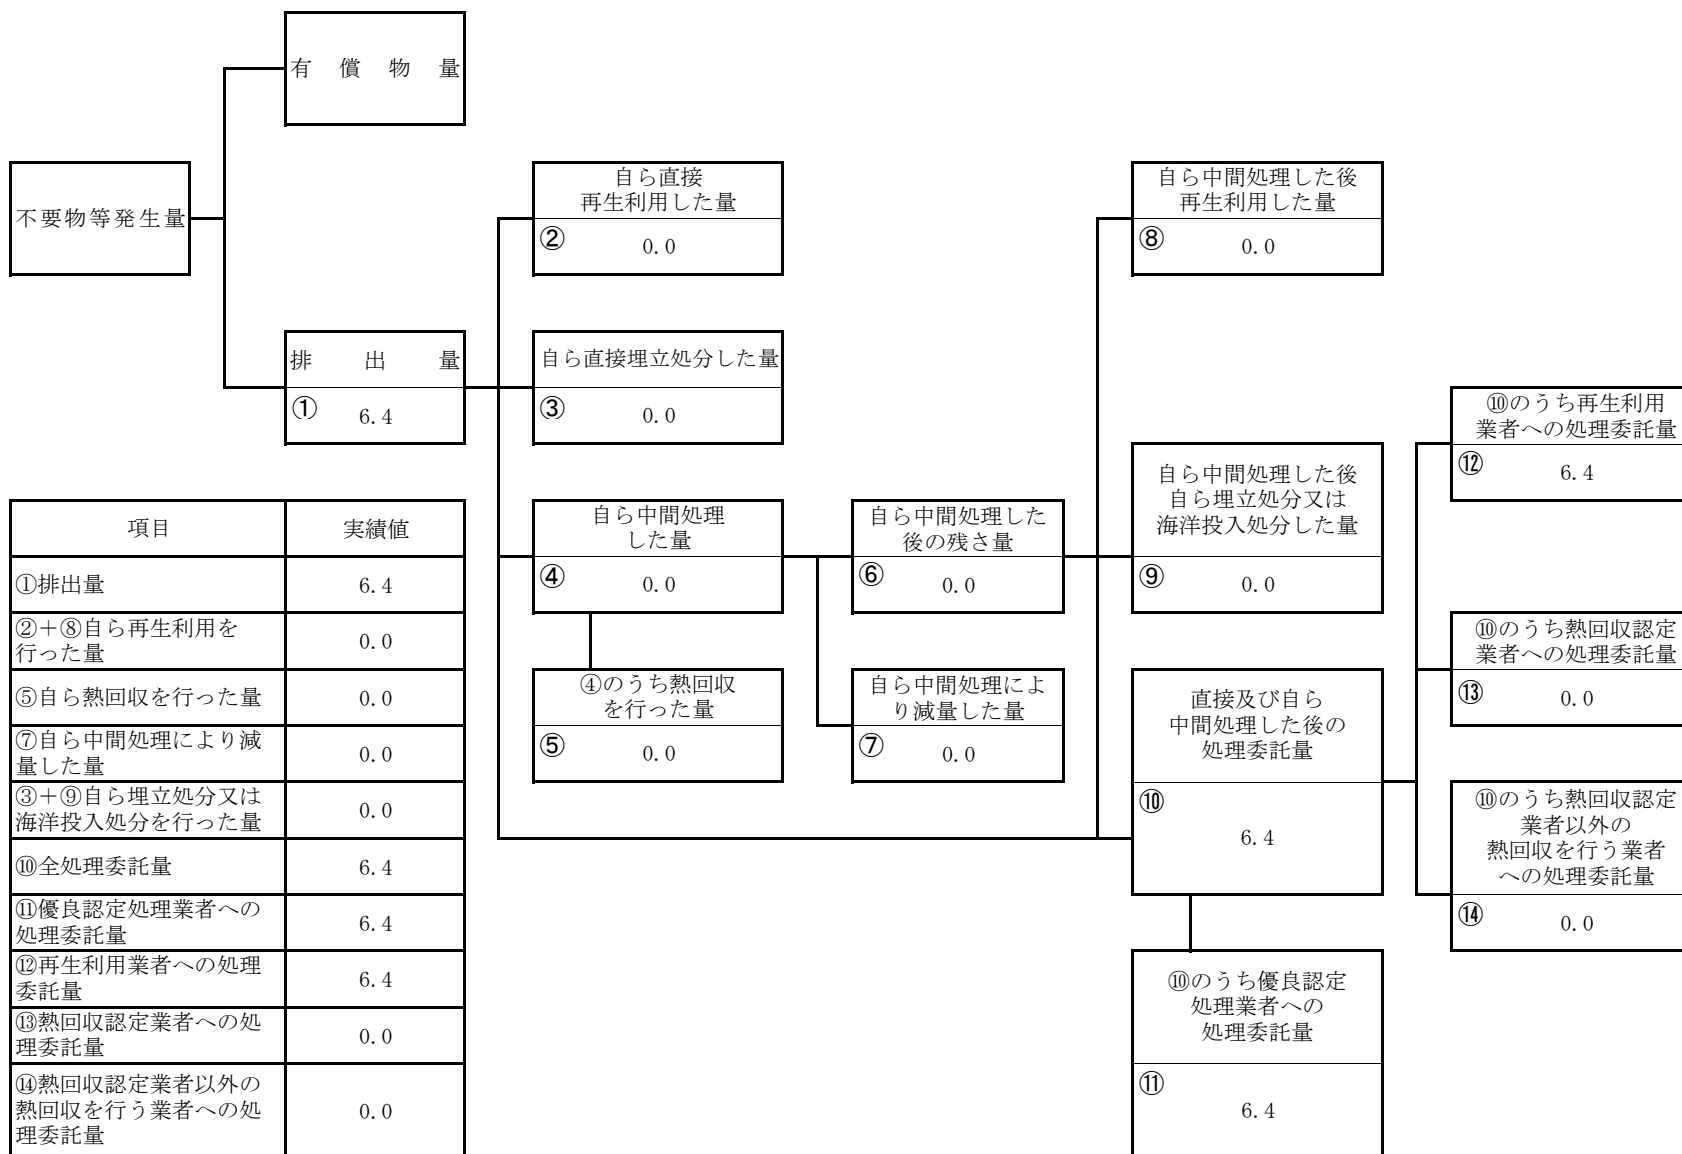 有償物量
不要物等発生量
排出量
① 6.4
自ら直接
再生利用した量
② 0.0
自ら直接埋立処分した量
③ 0.0
自ら中間処理
した量
④ 0.0
④のうち熱回収
を行った量
⑤ 0.0
自ら中間処理した
後の残さ量
⑥ 0.0
自ら中間処理によ
り減量した量
⑦ 0.0
自ら中間処理した後
再生利用した量
⑧ 0.0
自ら中間処理した後
自ら埋立処分又は
海洋投入処分した量
⑨ 0.0
直接及び自ら
中間処理した後の
処理委託量
⑩
6.4
⑩のうち優良認定
処理業者への
処理委託量
⑪
6.4
⑩のうち再生利用
業者への処理委託量
⑫ 6.4
⑩のうち熱回収認定
業者への処理委託量
⑬ 0.0
⑩のうち熱回収認定
業者以外の
熱回収を行う業者
への処理委託量
⑭ 0.0
項目 実績値
①排出量 6.4
②+⑧自ら再生利用を
行った量 0.0
⑤自ら熱回収を行った量 0.0
⑦自ら中間処理により減
量した量 0.0
③+⑨自ら埋立処分又は
海洋投入処分を行った量 0.0
⑩全処理委託量 6.4
⑪優良認定処理業者への
処理委託量 6.4
⑫再生利用業者への処理
委託量 6.4
⑬熱回収認定業者への処
理委託量 0.0
⑭熱回収認定業者以外の
熱回収を行う業者への処
理委託量 0.0